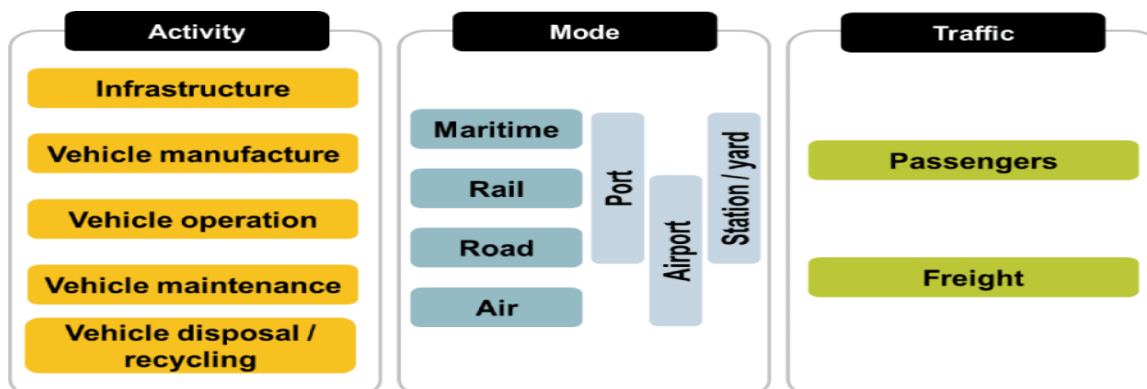 Activity
Infrastructure
Vehicle manufacture
Vehicle operation
Vehicle maintenance
Vehicle disposal /
recycling
Mode
Maritime
Rail
Road
Air
Port
Airport
Station / yard
Traffic
Passengers
Freight